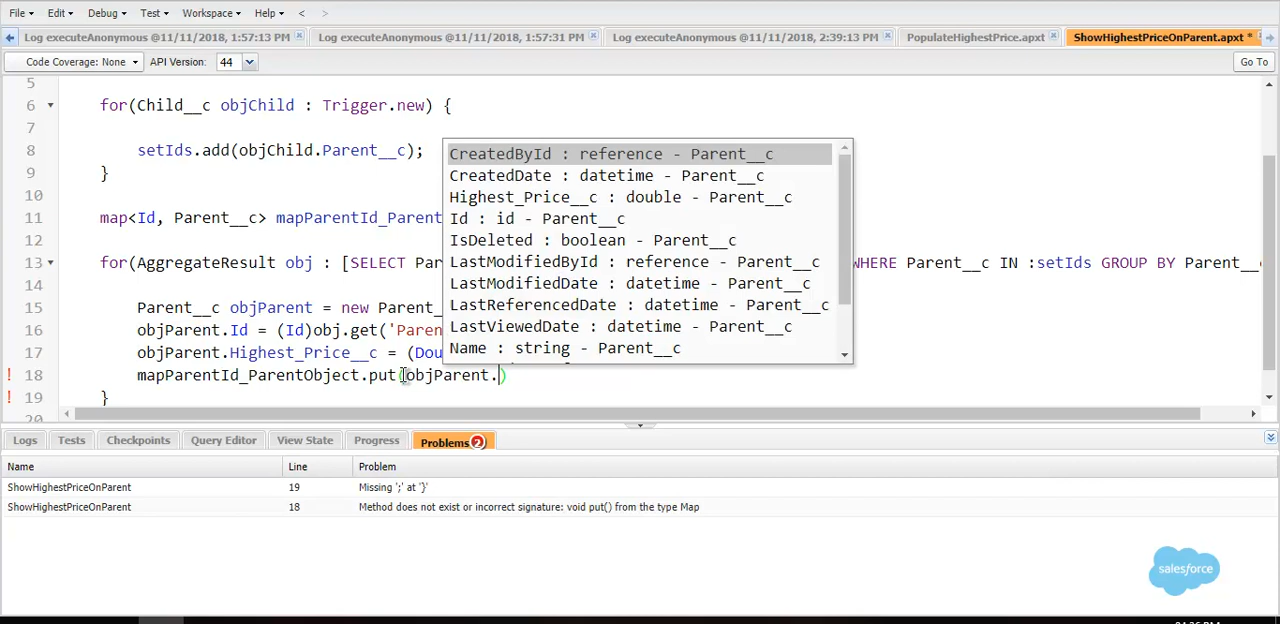 File Edit Debug Test Workspace Help < >
Log executeAnonymous @11/11/2018, 1:57:13 PM Log executeAnonymous @11/11/2018, 1:57:31 PM Log executeAnonymous @11/11/2018, 2:39:13 PM PopulateHighestPrice.apxt ShowHighestPriceOnParent.apxt *
Code Coverage: None API Version: 44 Go To
5
6 for(Child__c objChild : Trigger.new) {
7
8 setIds.add(objChild.Parent__c);
9 }
10
11 map<Id, Parent__c> mapParentId_Parent
12
13 for(AggregateResult obj : [SELECT Par WHERE Parent__c IN :setIds GROUP BY Parent__c
14
15 Parent__c objParent = new Parent_
16 objParent.Id = (Id)obj.get('Paren
17 objParent.Highest_Price__c = (Dou
! 18 mapParentId_ParentObject.put(objParent.)
! 19 }
20
CreatedById : reference - Parent__c
CreatedDate : datetime - Parent__c
Highest_Price__c : double - Parent__c
Id : id - Parent__c
IsDeleted : boolean - Parent__c
LastModifiedById : reference - Parent__c
LastModifiedDate : datetime - Parent__c
LastReferencedDate : datetime - Parent__c
LastViewedDate : datetime - Parent__c
Name : string - Parent__c
Logs Tests Checkpoints Query Editor View State Progress Problems 2
Name Line Problem
ShowHighestPriceOnParent 19 Missing ';' at '}'
ShowHighestPriceOnParent 18 Method does not exist or incorrect signature: void put() from the type Map
salesforce